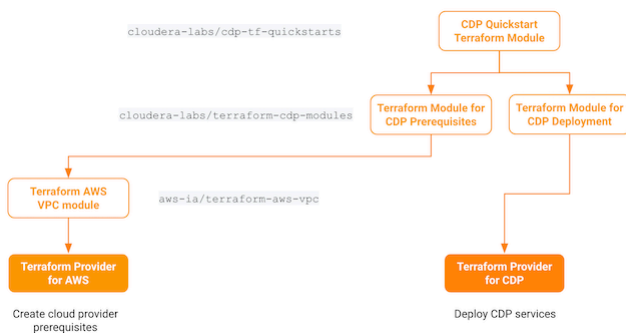 cloudera-labs/cdp-tf-quickstarts
CDP Quickstart
Terraform Module
cloudera-labs/terraform-cdp-modules
Terraform Module for
CDP Prerequisites
Terraform Module for
CDP Deployment
Terraform AWS
VPC module
aws-ia/terraform-aws-vpc
Terraform Provider
for AWS
Terraform Provider
for CDP
Create cloud provider
prerequisites
Deploy CDP services